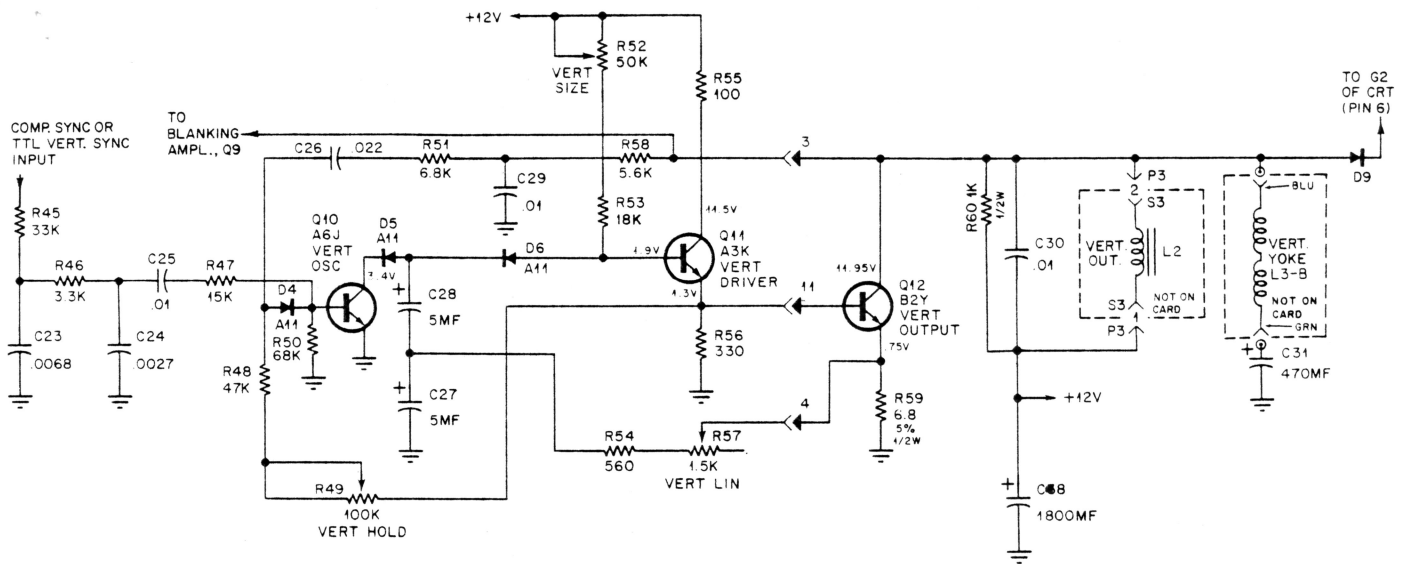 +12V
R52
50K
VERT
SIZE
R55
100
TO G2
OF CRT
(PIN 6)
COMP. SYNC OR
TTL VERT. SYNC
INPUT
TO
BLANKING
AMPL., Q9
C26
.022
R51
6.8K
R58
5.6K
3
D9
C29
.01
R53
18K
R60 1K
1/2W
P3
2
S3
BLU
R45
33K
Q10
A6J
VERT
OSC
D5
A11
D6
A11
11.5V
Q11
A3K
VERT
DRIVER
1.9V
1.3V
7.4V
C30
.01
VERT.
OUT.
L2
VERT.
YOKE
L3-B
R46
3.3K
C25
.01
R47
15K
D4
A11
C28
5MF
+
11
11.95V
Q12
B2Y
VERT
OUTPUT
.75V
S3
1
P3
NOT ON
CARD
NOT ON
CARD
GRN
C23
.0068
C24
.0027
R50
68K
R48
47K
R56
330
+
C31
470MF
+
C27
5MF
4
R59
6.8
5%
1/2W
+12V
R54
560
R57
1.5K
VERT LIN
R49
100K
VERT HOLD
+
1800MF